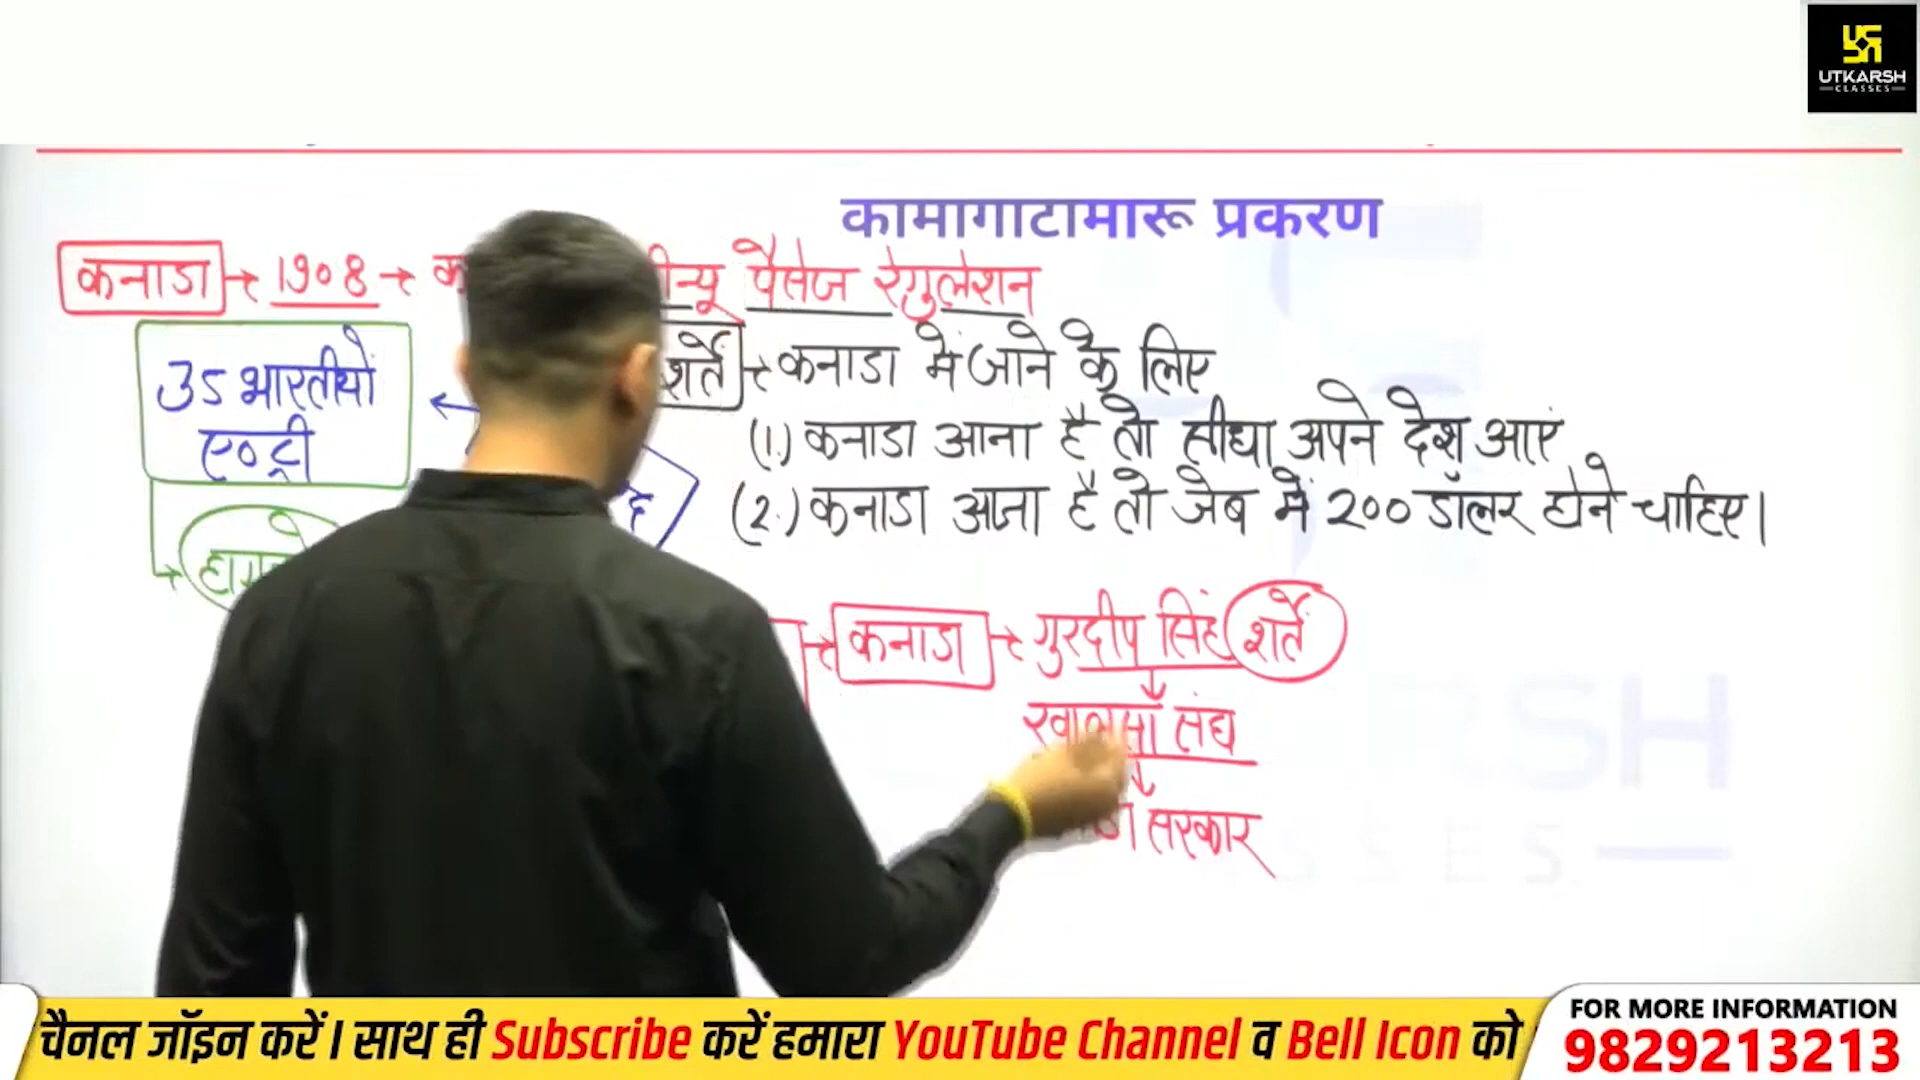 UTKARSH
CLASSES
कामागाटामारू प्रकरण
कनाडा → 1908 → पैसेज रेगुलेशन
शर्ते → कनाडा में जाने के लिए
35 भारतीयों
एन्ट्री
(1.) कनाडा आना है तो सीधा अपने देश आएं
(2.) कनाडा आना है तो जेब में 200 डॉलर होने चाहिए।
→ कनाडा → गुरदीप सिंह शर्ते
संघ
सरकार
चैनल जॉइन करें। साथ ही Subscribe करें हमारा YouTube Channel व Bell Icon को
FOR MORE INFORMATION
9829213213